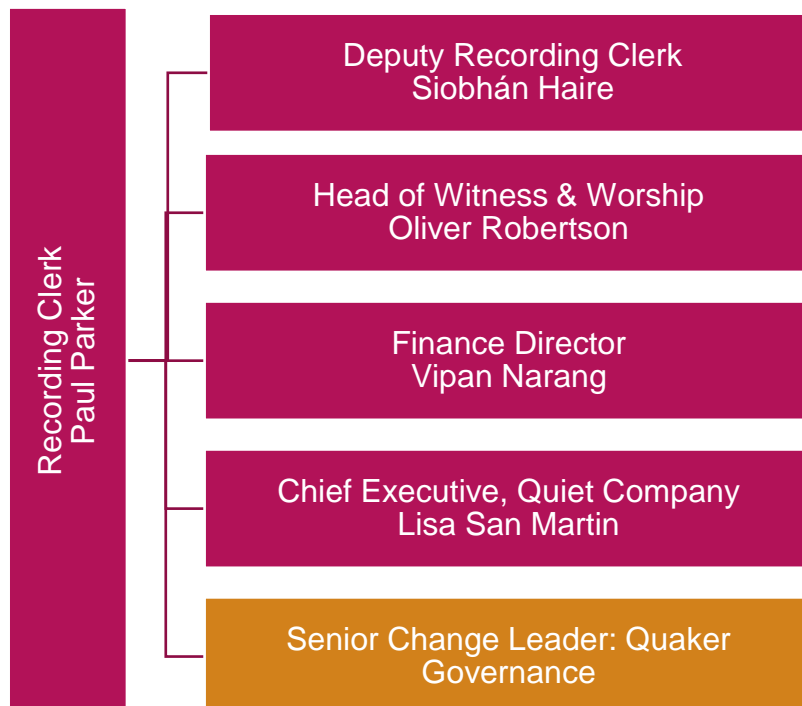 Recording Clerk
Paul Parker
Deputy Recording Clerk
Siobhán Haire
Head of Witness & Worship
Oliver Robertson
Finance Director
Vipan Narang
Chief Executive, Quiet Company
Lisa San Martin
Senior Change Leader: Quaker
Governance